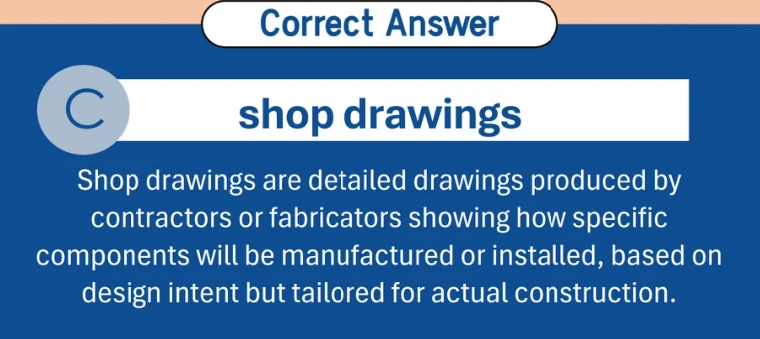 Correct Answer
C
shop drawings
Shop drawings are detailed drawings produced by
contractors or fabricators showing how specific
components will be manufactured or installed, based on
design intent but tailored for actual construction.